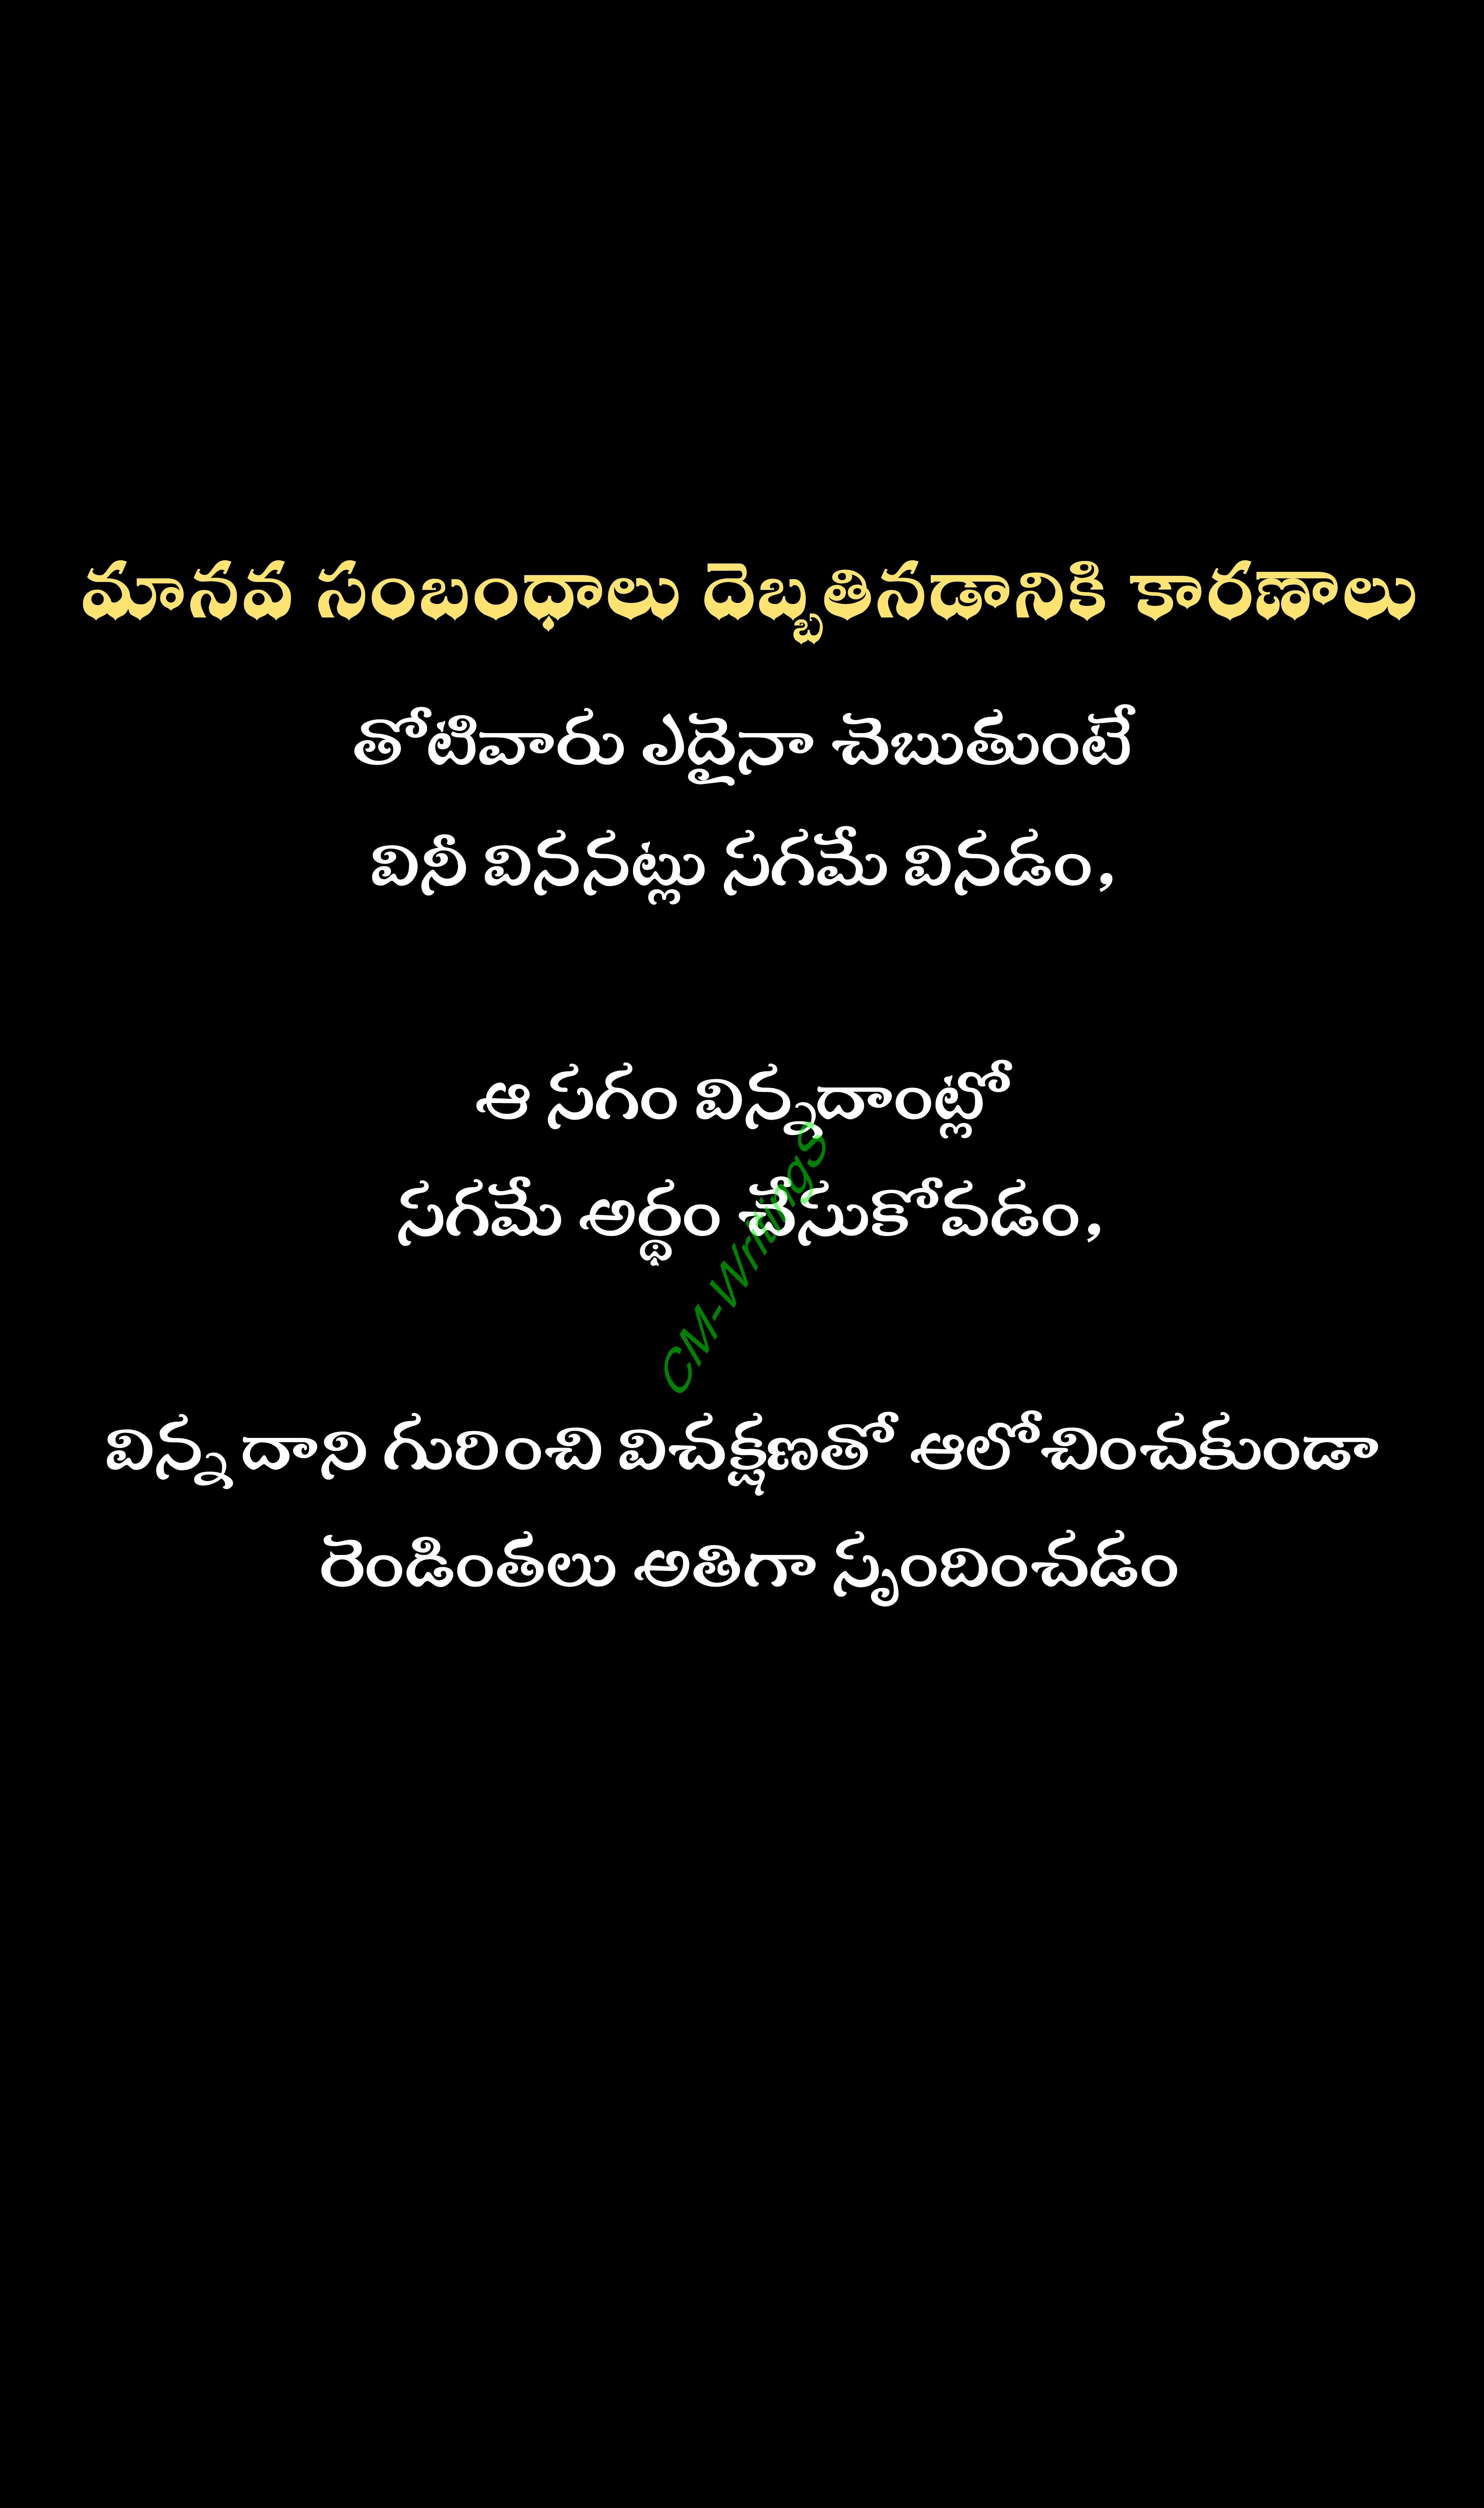 మానవ సంబంధాలు దెబ్బతినడానికి కారణాలు
తోటివారు ఎదైనా చెబుతుంటే
వినీ విననట్లు సగమే వినడం,
ఆ సగం విన్నదాంట్లో
సగమే అర్థం చేసుకోవడం,
CM-Writings
విన్న దాని గురించి విచక్షణతో ఆలోచించకుండా
రెండింతలు అతిగా స్పందించడం